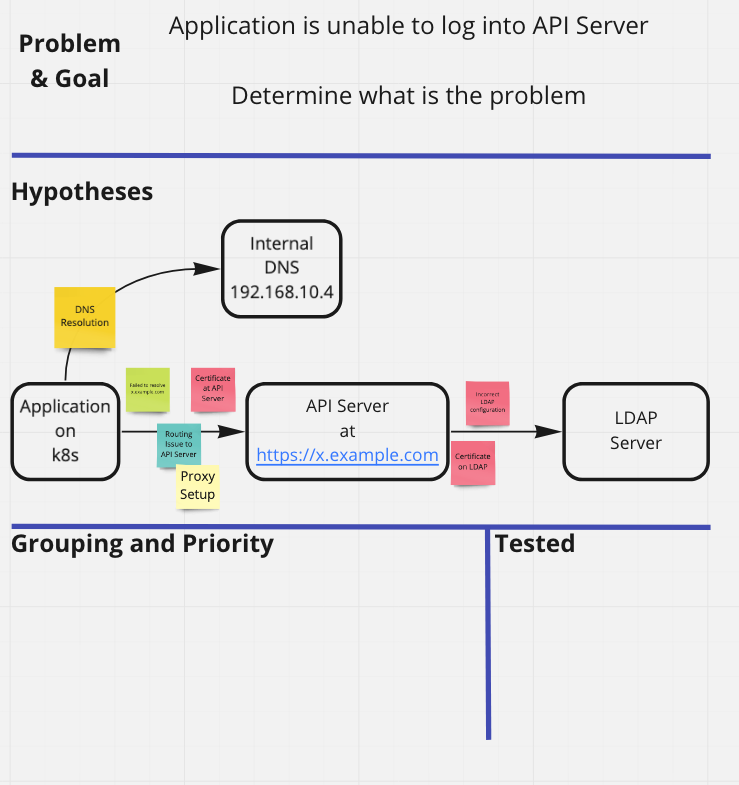 Problem
& Goal
Application is unable to log into API Server
Determine what is the problem
Hypotheses
Internal
DNS
192.168.10.4
DNS
Resolution
Failed to resolve
x.example.com
Certificate
at API
Server
Application
on
k8s
Routing
Issue to
API Server
Proxy
Setup
API Server
at
https://x.example.com
Incorrect
LDAP
configuration
Certificate
on LDAP
LDAP
Server
Grouping and Priority
Tested